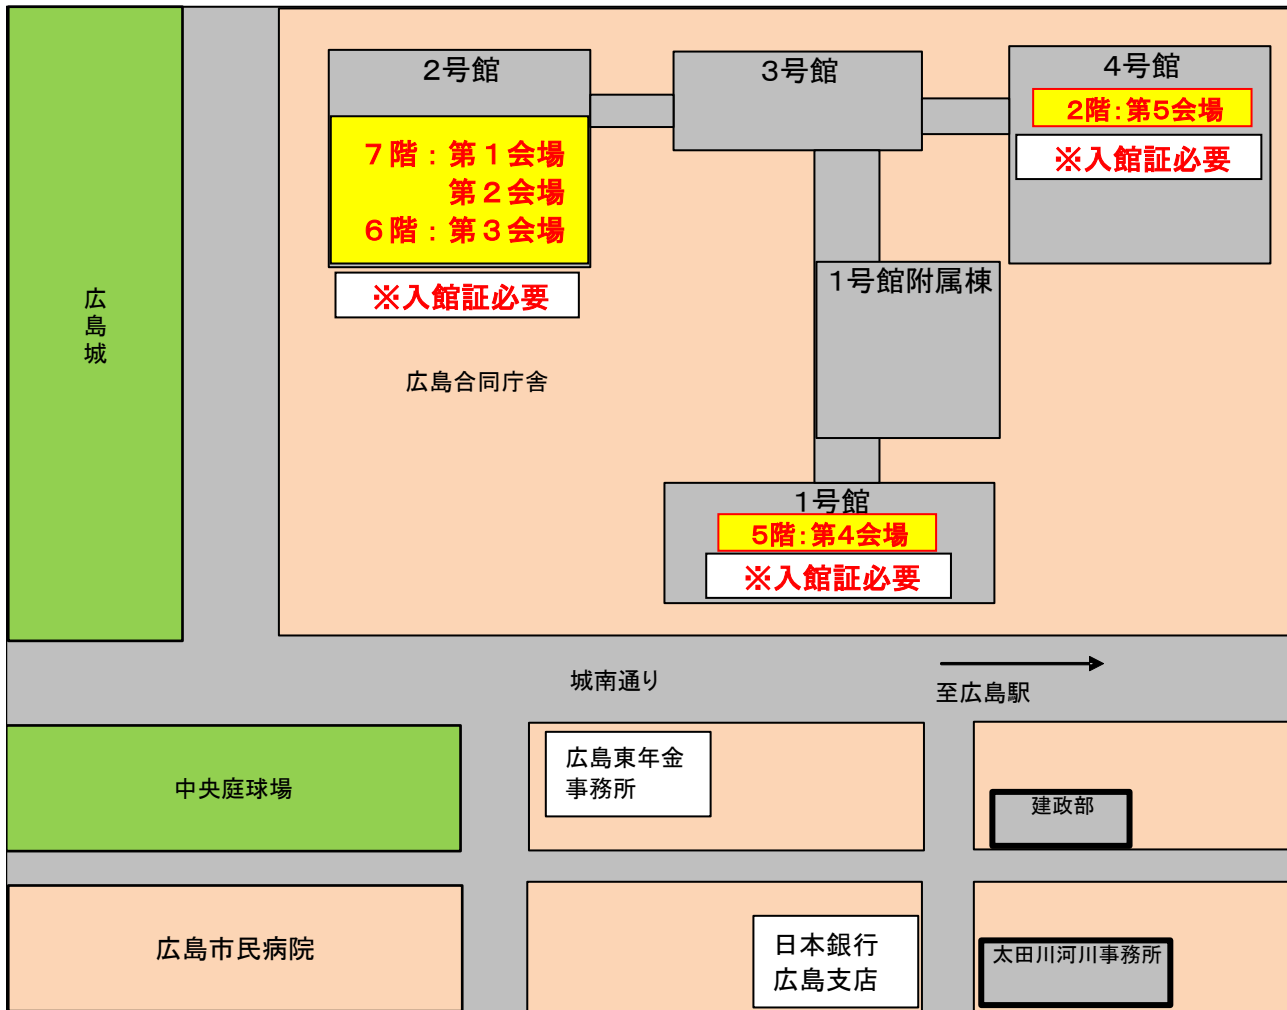 2号館
7階：第1会場
第2会場
6階：第3会場
※入館証必要
3号館
4号館
2階：第5会場
※入館証必要
1号館附属棟
広島城
広島合同庁舎
1号館
5階：第4会場
※入館証必要
城南通り
至広島駅
中央庭球場
広島東年金
事務所
建政部
広島市民病院
日本銀行
広島支店
太田川河川事務所